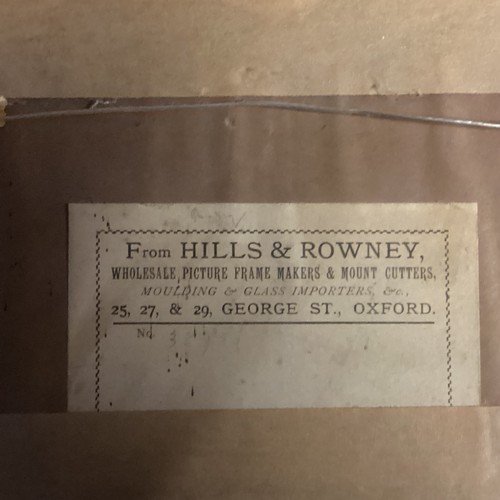 From HILLS & ROWNEY,
WHOLESALE PICTURE FRAME MAKERS & MOUNT CUTTERS,
MOULDING & GLASS IMPORTERS, &c.,
25, 27, & 29, GEORGE ST., OXFORD.
No.